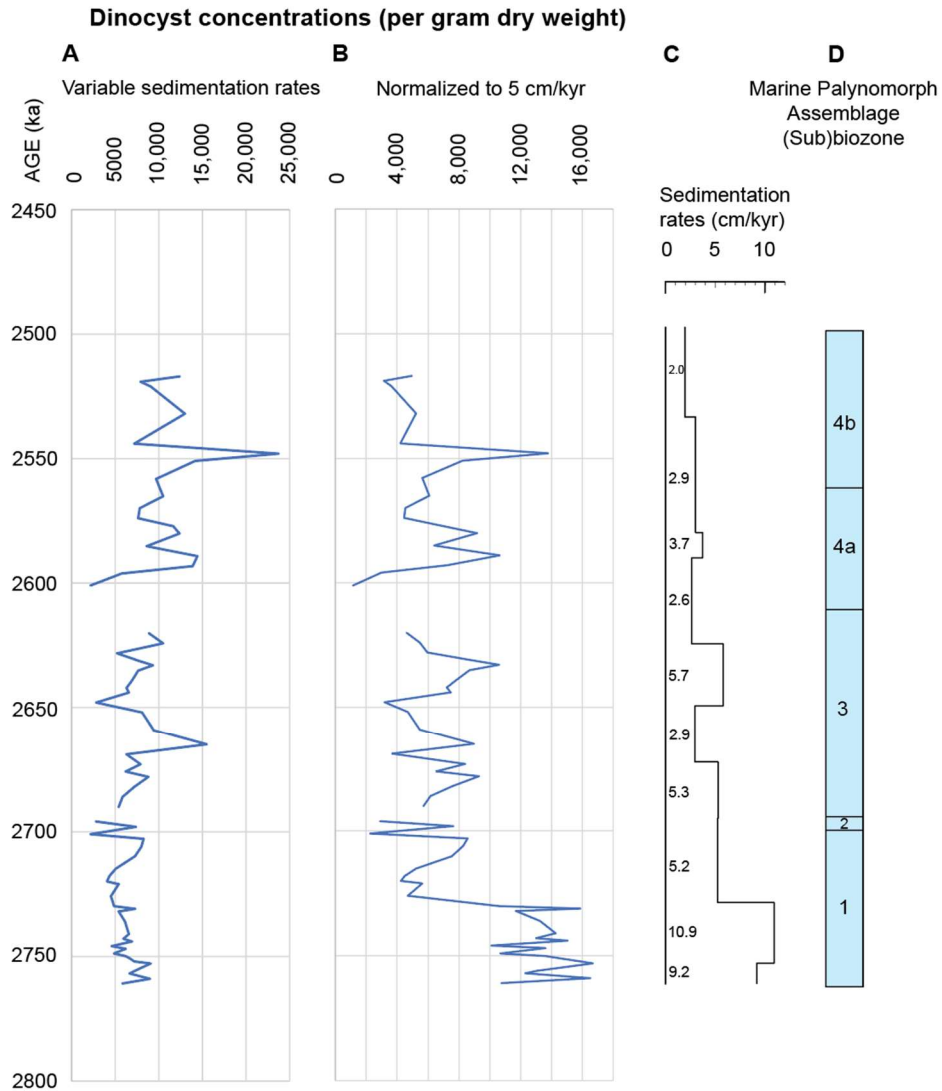 Dinocyst concentrations (per gram dry weight)
A
B
C
D
Variable sedimentation rates
Normalized to 5 cm/kyr
Marine Palynomorph
Assemblage
(Sub)biozone
AGE (ka)
0
5000
10,000
15,000
20,000
25,000
0
4,000
8,000
12,000
16,000
Sedimentation
rates (cm/kyr)
0 5 10
2450
2500
2550
2600
2650
2700
2750
2800
2.0
2.9
3.7
2.6
5.7
2.9
5.3
5.2
10.9
9.2
4b
4a
3
2
1